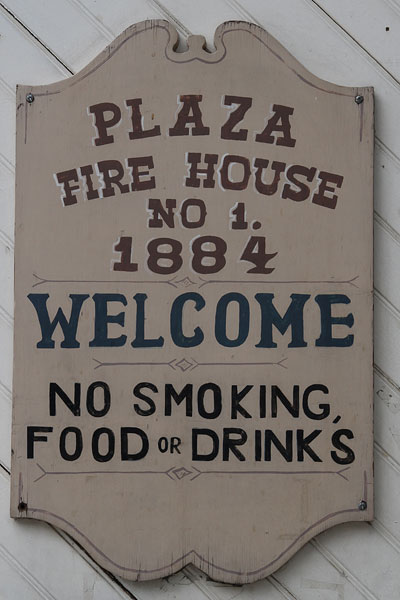 PLAZA
FIRE HOUSE
NO 1.
1884
WELCOME
NO SMOKING,
FOOD OR DRINKS